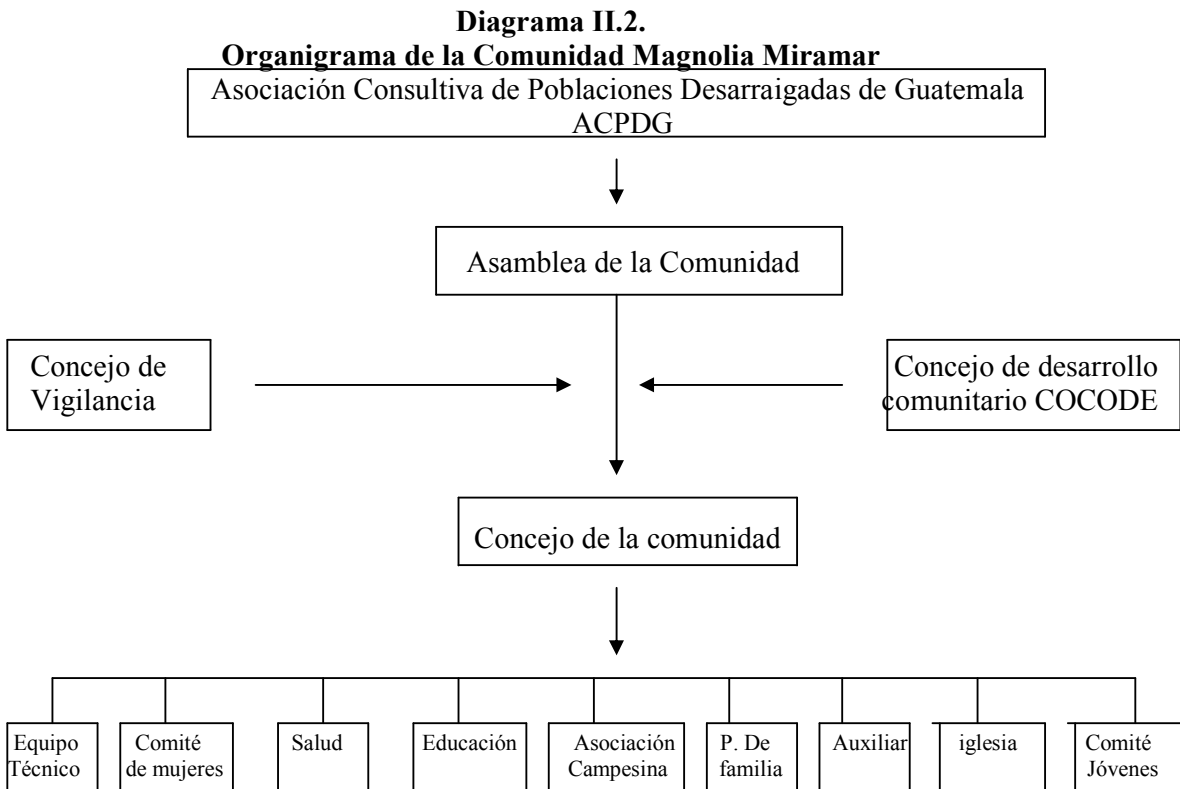 Diagrama II.2.
Organigrama de la Comunidad Magnolia Miramar
Asociación Consultiva de Poblaciones Desarraigadas de Guatemala
ACPDG
Asamblea de la Comunidad
Concejo de
Vigilancia
Concejo de desarrollo
comunitario COCODE
Concejo de la comunidad
Equipo
Técnico
Comité
de mujeres
Salud
Educación
Asociación
Campesina
P. De
familia
Auxiliar
iglesia
Comité
Jóvenes